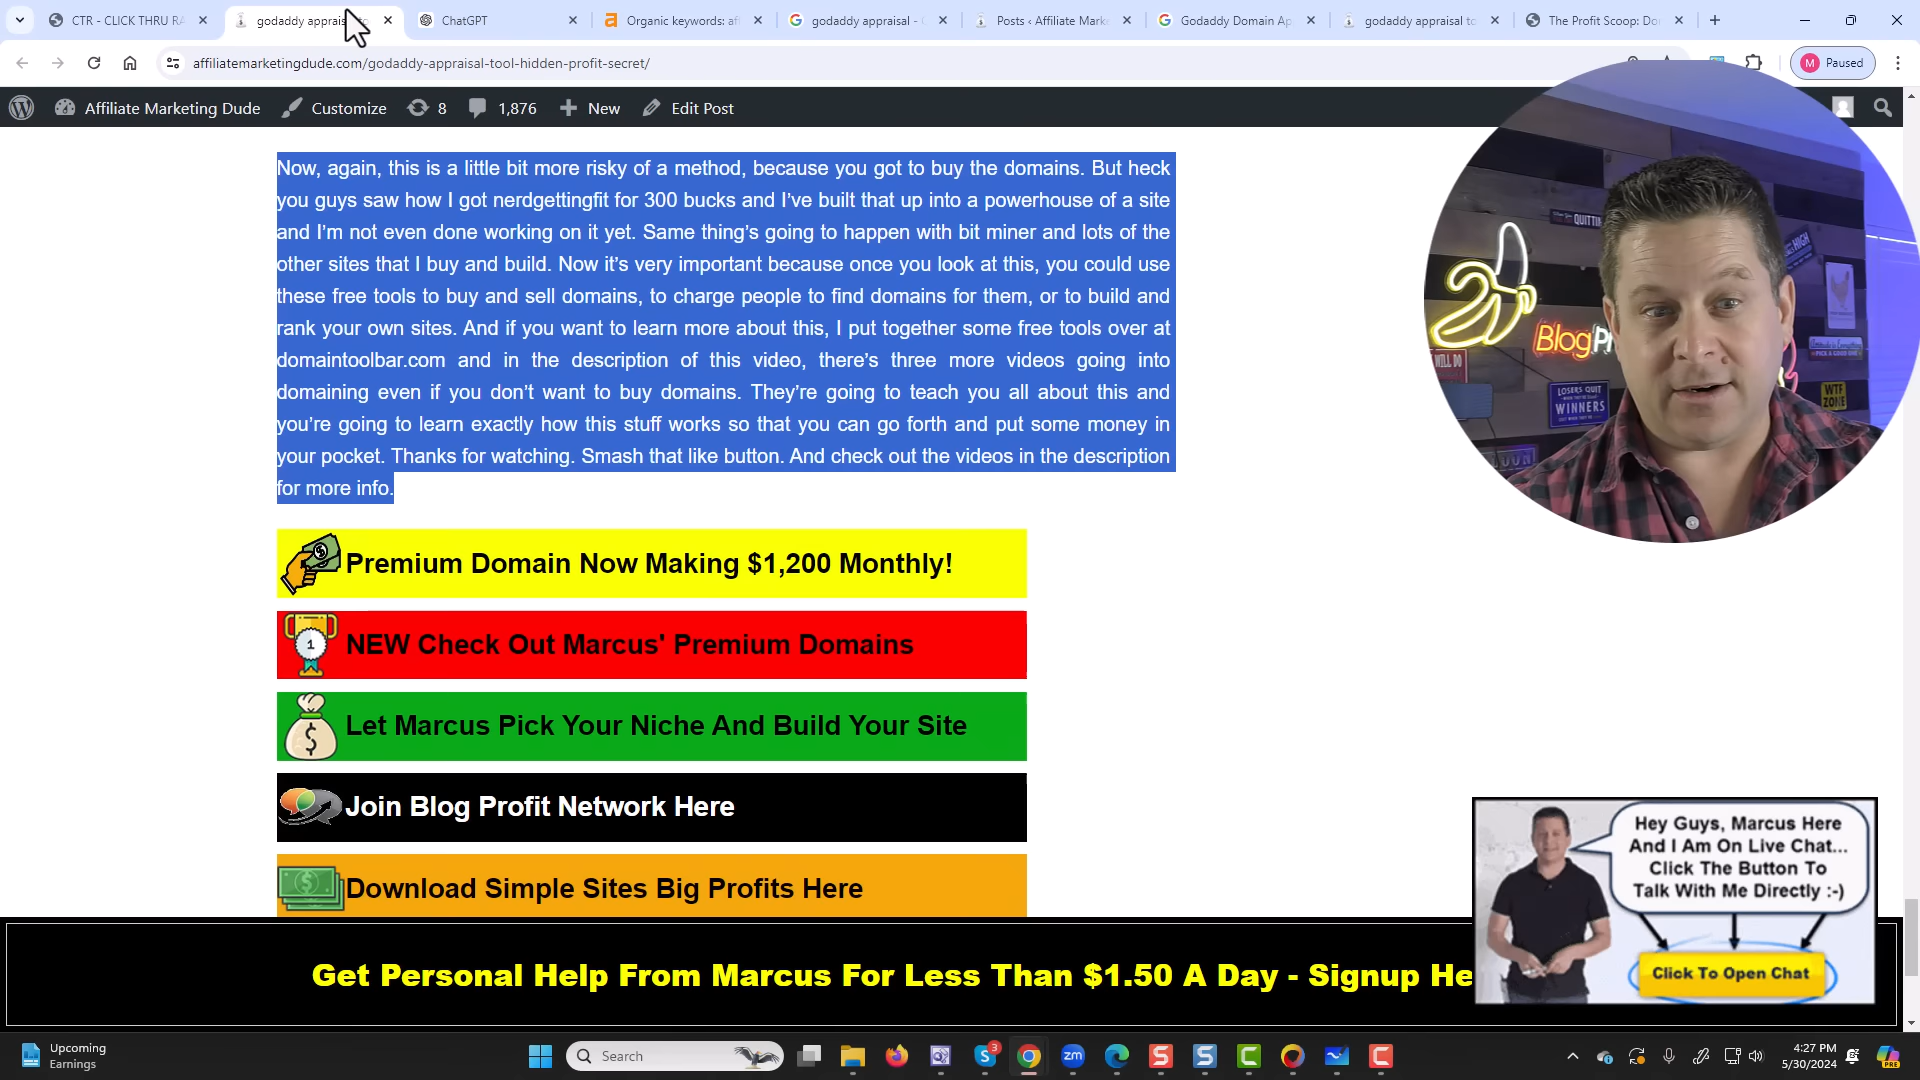 CTR - CLICK THRU RA
godaddy apprais
ChatGPT
Organic keywords: af
godaddy appraisal -
Posts ‹ Affiliate Mark
Godaddy Domain Ap
godaddy appraisal to
The Profit Scoop: Do
affiliatemarketingdude.com/godaddy-appraisal-tool-hidden-profit-secret/
M Paused
Affiliate Marketing Dude
Customize
8
1,876
New
Edit Post
Now, again, this is a little bit more risky of a method, because you got to buy the domains. But heck
you guys saw how I got nerdgettingfit for 300 bucks and I've built that up into a powerhouse of a site
and I'm not even done working on it yet. Same thing's going to happen with bit miner and lots of the
other sites that I buy and build. Now it's very important because once you look at this, you could use
these free tools to buy and sell domains, to charge people to find domains for them, or to build and
rank your own sites. And if you want to learn more about this, I put together some free tools over at
domaintoolbar.com and in the description of this video, there's three more videos going into
domaining even if you don't want to buy domains. They're going to teach you all about this and
you're going to learn exactly how this stuff works so that you can go forth and put some money in
your pocket. Thanks for watching. Smash that like button. And check out the videos in the description
for more info.
QUITTIN
HIGH
Blog Pr
WILL DO
LOSERS QUIT
WINNERS
WTF
ZONE
Premium Domain Now Making $1,200 Monthly!
1
NEW Check Out Marcus' Premium Domains
Let Marcus Pick Your Niche And Build Your Site
Join Blog Profit Network Here
Download Simple Sites Big Profits Here
Hey Guys, Marcus Here
And I Am On Live Chat...
Click The Button To
Talk With Me Directly :-)
Click To Open Chat
Get Personal Help From Marcus For Less Than $1.50 A Day - Signup He
Upcoming
Earnings
Search
3
zm
4:27 PM
5/30/2024
PRE